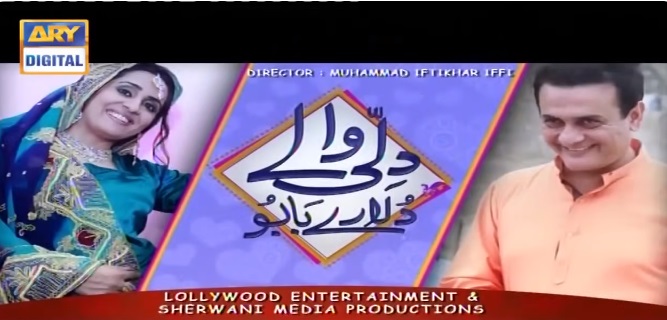 ARY
DIGITAL
DIRECTOR : MUHAMMAD IFTIKHAR IFFI
دلّی والے
دُلارے بابو
LOLLYWOOD ENTERTAINMENT &
SHERWANI MEDIA PRODUCTIONS